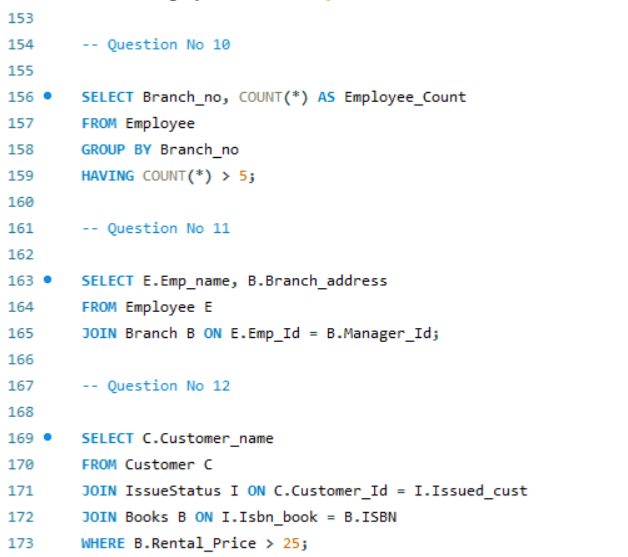 153
154 -- Question No 10
155
156 SELECT Branch_no, COUNT(*) AS Employee_Count
157 FROM Employee
158 GROUP BY Branch_no
159 HAVING COUNT(*) > 5;
160
161 -- Question No 11
162
163 SELECT E.Emp_name, B.Branch_address
164 FROM Employee E
165 JOIN Branch B ON E.Emp_Id = B.Manager_Id;
166
167 -- Question No 12
168
169 SELECT C.Customer_name
170 FROM Customer C
171 JOIN IssueStatus I ON C.Customer_Id = I.Issued_cust
172 JOIN Books B ON I.Isbn_book = B.ISBN
173 WHERE B.Rental_Price > 25;